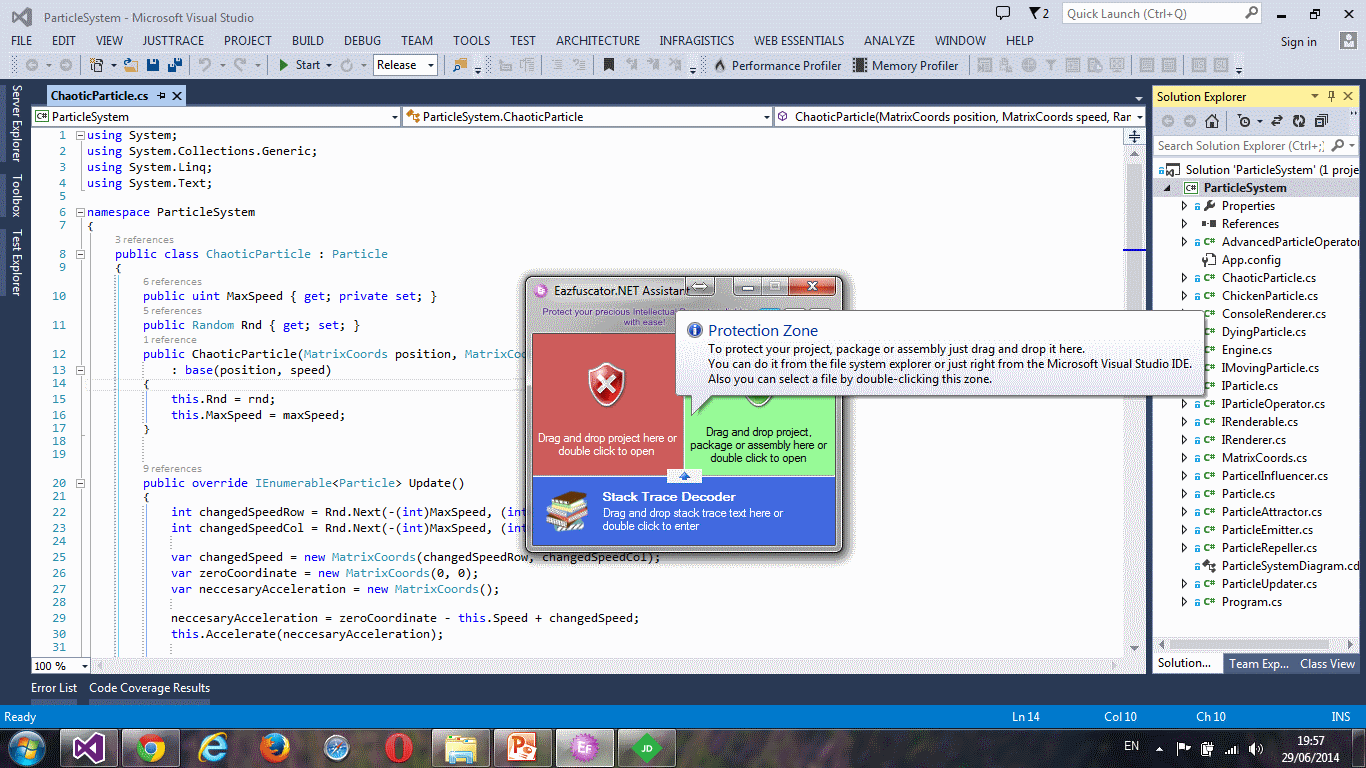 ParticleSystem - Microsoft Visual Studio
2
Quick Launch (Ctrl+Q)
FILE EDIT VIEW JUSTTRACE PROJECT BUILD DEBUG TEAM TOOLS TEST ARCHITECTURE INFRAGISTICS WEB ESSENTIALS ANALYZE WINDOW HELP
Sign in
Start Release Performance Profiler Memory Profiler
Server Explorer
Toolbox
Test Explorer
ChaoticParticle.cs
ParticleSystem
ParticleSystem.ChaoticParticle
ChaoticParticle(MatrixCoords position, MatrixCoords speed, Rar
1 using System;
2 using System.Collections.Generic;
3 using System.Linq;
4 using System.Text;
5
6 namespace ParticleSystem
7 {
3 references
8 public class ChaoticParticle : Particle
9 {
6 references
10 public uint MaxSpeed { get; private set; }
5 references
11 public Random Rnd { get; set; }
1 reference
12 public ChaoticParticle(MatrixCoords position, MatrixCoo
13 : base(position, speed)
14 {
15 this.Rnd = rnd;
16 this.MaxSpeed = maxSpeed;
17 }
18
19
9 references
20 public override IEnumerable<Particle> Update()
21 {
22 int changedSpeedRow = Rnd.Next(-(int)MaxSpeed, (int
23 int changedSpeedCol = Rnd.Next(-(int)MaxSpeed, (int
24
25 var changedSpeed = new MatrixCoords(changedSpeedRow, changedSpeedCol);
26 var zeroCoordinate = new MatrixCoords(0, 0);
27 var neccesaryAcceleration = new MatrixCoords();
28
29 neccesaryAcceleration = zeroCoordinate - this.Speed + changedSpeed;
30 this.Accelerate(neccesaryAcceleration);
31
100 %
Eazfuscator.NET Assistant
Protect your precious Intellectual
with ease!
Drag and drop project here or
double click to open
Drag and drop project,
package or assembly here or
double click to open
Stack Trace Decoder
Drag and drop stack trace text here or
double click to enter
Protection Zone
To protect your project, package or assembly just drag and drop it here.
You can do it from the file system explorer or just right from the Microsoft Visual Studio IDE.
Also you can select a file by double-clicking this zone.
Solution Explorer
Search Solution Explorer (Ctrl+;)
Solution 'ParticleSystem' (1 proje
ParticleSystem
Properties
References
AdvancedParticleOperator
App.config
ChaoticParticle.cs
ChickenParticle.cs
ConsoleRenderer.cs
DyingParticle.cs
Engine.cs
IMovingParticle.cs
IParticle.cs
IParticleOperator.cs
IRenderable.cs
IRenderer.cs
MatrixCoords.cs
ParticelInfluencer.cs
Particle.cs
ParticleAttractor.cs
ParticleEmitter.cs
ParticleRepeller.cs
ParticleSystemDiagram.cd
ParticleUpdater.cs
Program.cs
Solution... Team Exp... Class View
Error List Code Coverage Results
Ready Ln 14 Col 10 Ch 10 INS
Ef
JD
EN
19:57
29/06/2014